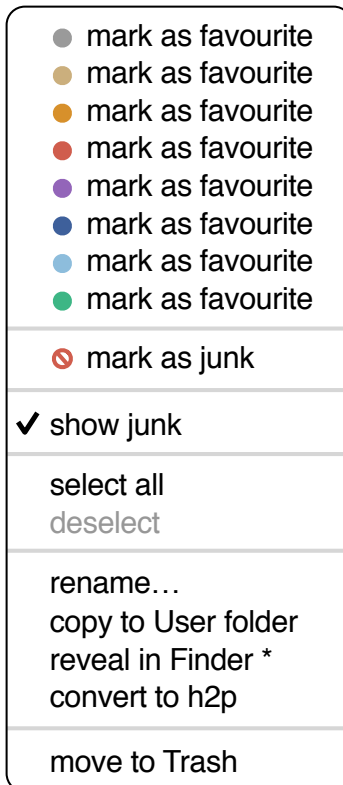 mark as favourite
mark as favourite
mark as favourite
mark as favourite
mark as favourite
mark as favourite
mark as favourite
mark as favourite
mark as junk
show junk
select all
deselect
rename…
copy to User folder
reveal in Finder *
convert to h2p
move to Trash